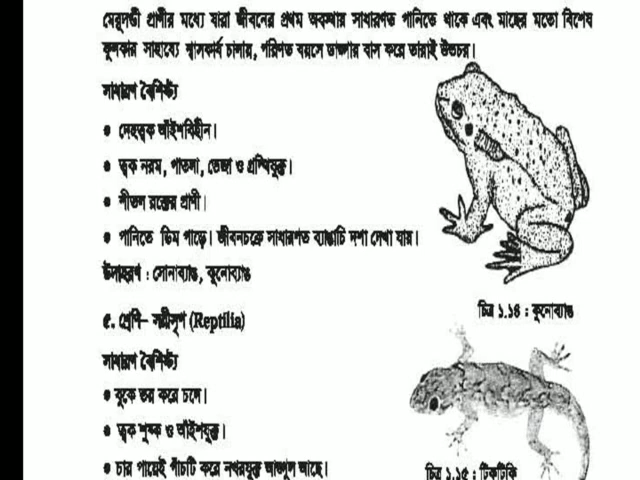 মেরুদণ্ডী প্রাণীর মধ্যে যারা জীবনের প্রথম অবস্থায় সাধারণত পানিতে থাকে এবং মাছের মতো বিশেষ
ফুলকার সাহায্যে শ্বাসকার্য চালায়, পরিণত বয়সে ডাঙ্গায় বাস করে তারাই উভচর।
সাধারণ বৈশিষ্ট্য
• দেহত্বক আঁইশবিহীন।
• ত্বক নরম, পাতলা, ভেজা ও গ্রন্থিযুক্ত।
• শীতল রক্তের প্রাণী।
• পানিতে ডিম পাড়ে। জীবনচক্রে সাধারণত ব্যাঙাচি দশা দেখা যায়।
উদাহরণ : সোনাব্যাঙ, কুনোব্যাঙ
চিত্র ১.১৪ : কুনোব্যাঙ
৫. শ্রেণি– সরীসৃপ (Reptilia)
সাধারণ বৈশিষ্ট্য
• বুকে ভর করে চলে।
• ত্বক শুষ্ক ও আঁইশযুক্ত।
• চার পায়েই পাঁচটি করে নখরযুক্ত আঙ্গুল আছে।
চিত্র ১.১৫ : টিকটিকি